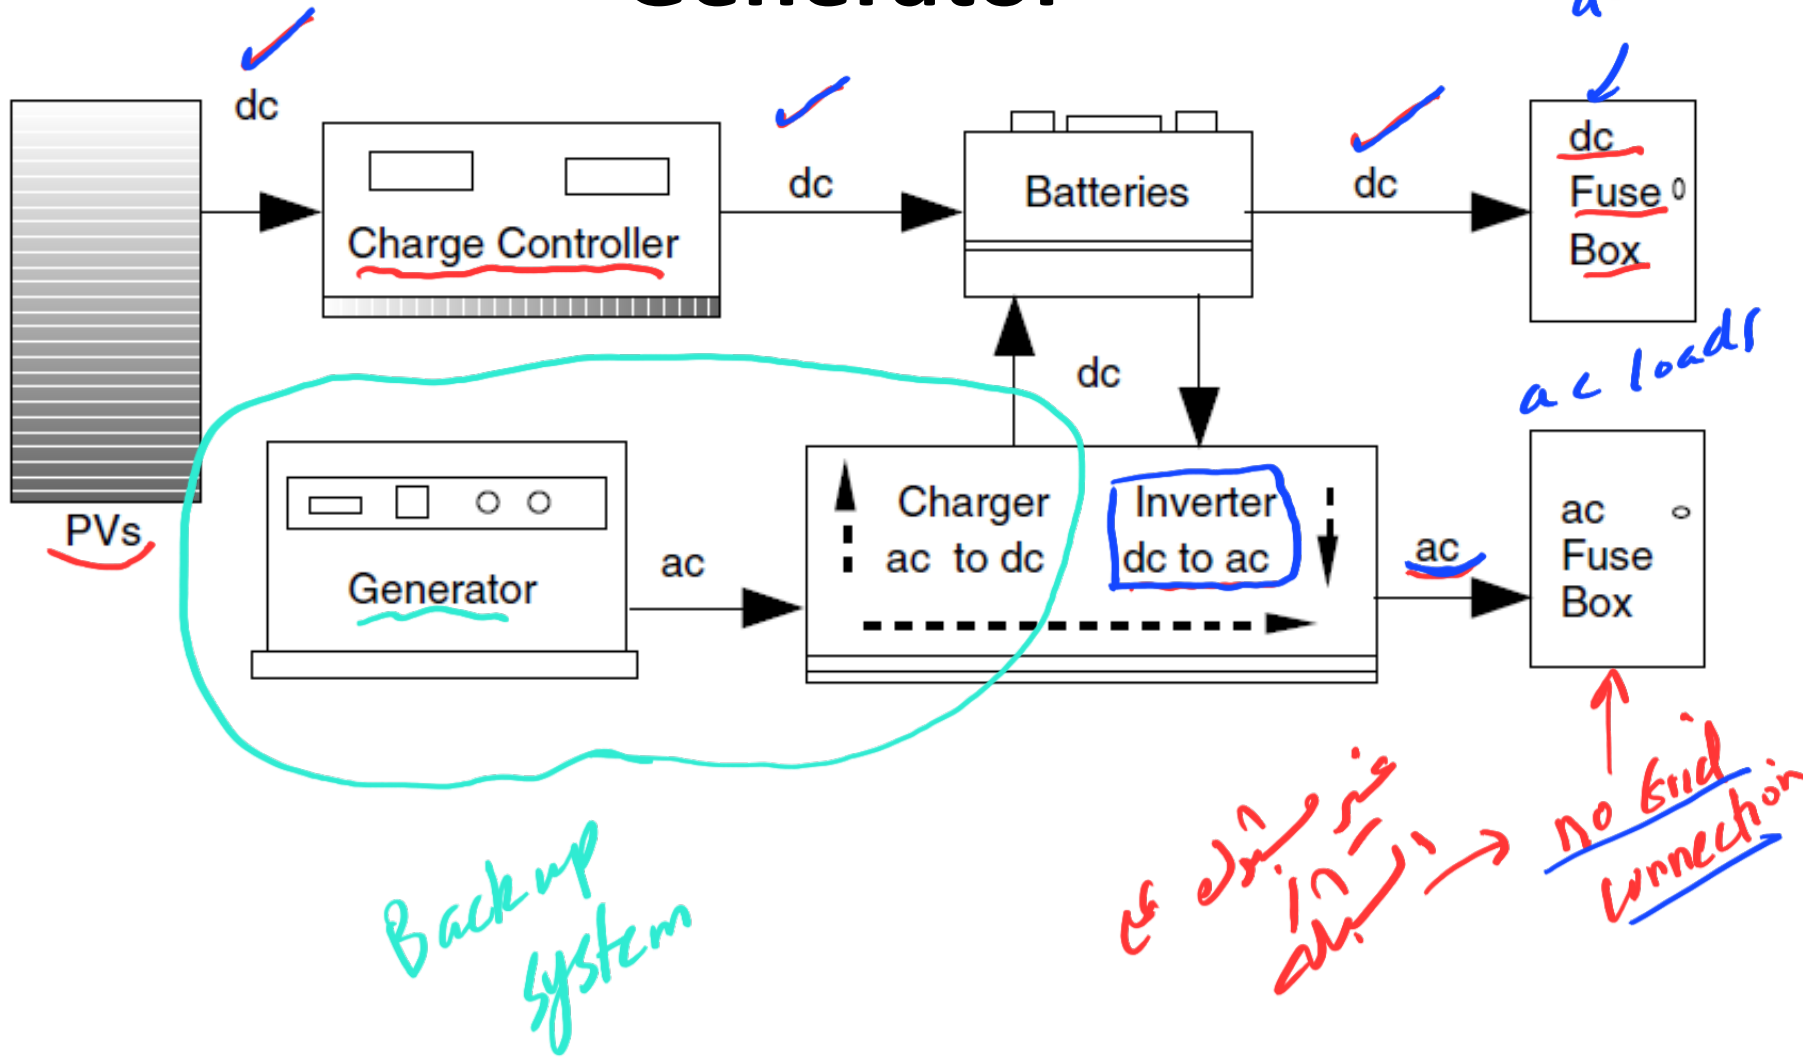 Generator
dc
dc
dc
dc
Fuse
Box
Charge Controller
Batteries
dc
ac loads
PVs
Generator
ac
Charger
ac to dc
Inverter
dc to ac
ac
ac
Fuse
Box
no Grid
connection
Backup
system